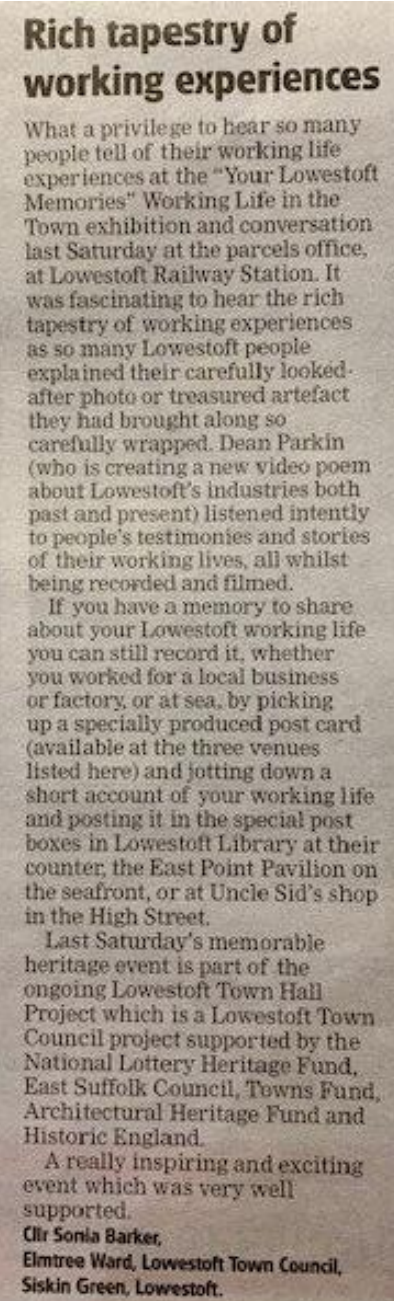 Rich tapestry of
working experiences
What a privilege to hear so many
people tell of their working life
experiences at the "Your Lowestoft
Memories" Working Life in the
Town exhibition and conversation
last Saturday at the parcels office,
at Lowestoft Railway Station. It
was fascinating to hear the rich
tapestry of working experiences
as so many Lowestoft people
explained their carefully looked-
after photo or treasured artefact
they had brought along so
carefully wrapped. Dean Parkin
(who is creating a new video poem
about Lowestoft's industries both
past and present) listened intently
to people's testimonies and stories
of their working lives, all whilst
being recorded and filmed.
If you have a memory to share
about your Lowestoft working life
you can still record it, whether
you worked for a local business
or factory, or at sea, by picking
up a specially produced post card
(available at the three venues
listed here) and jotting down a
short account of your working life
and posting it in the special post
boxes in Lowestoft Library at their
counter, the East Point Pavilion on
the seafront, or at Uncle Sid's shop
in the High Street.
Last Saturday's memorable
heritage event is part of the
ongoing Lowestoft Town Hall
Project which is a Lowestoft Town
Council project supported by the
National Lottery Heritage Fund,
East Suffolk Council, Towns Fund,
Architectural Heritage Fund and
Historic England.
A really inspiring and exciting
event which was very well
supported.
Cllr Sonia Barker,
Elmtree Ward, Lowestoft Town Council,
Siskin Green, Lowestoft.